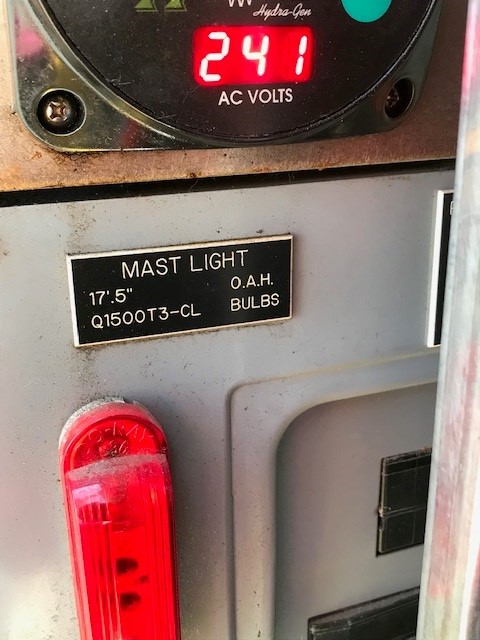 Hydra-Gen
241
AC VOLTS
MAST LIGHT
17'.5" O.A.H.
Q1500T3-CL BULBS